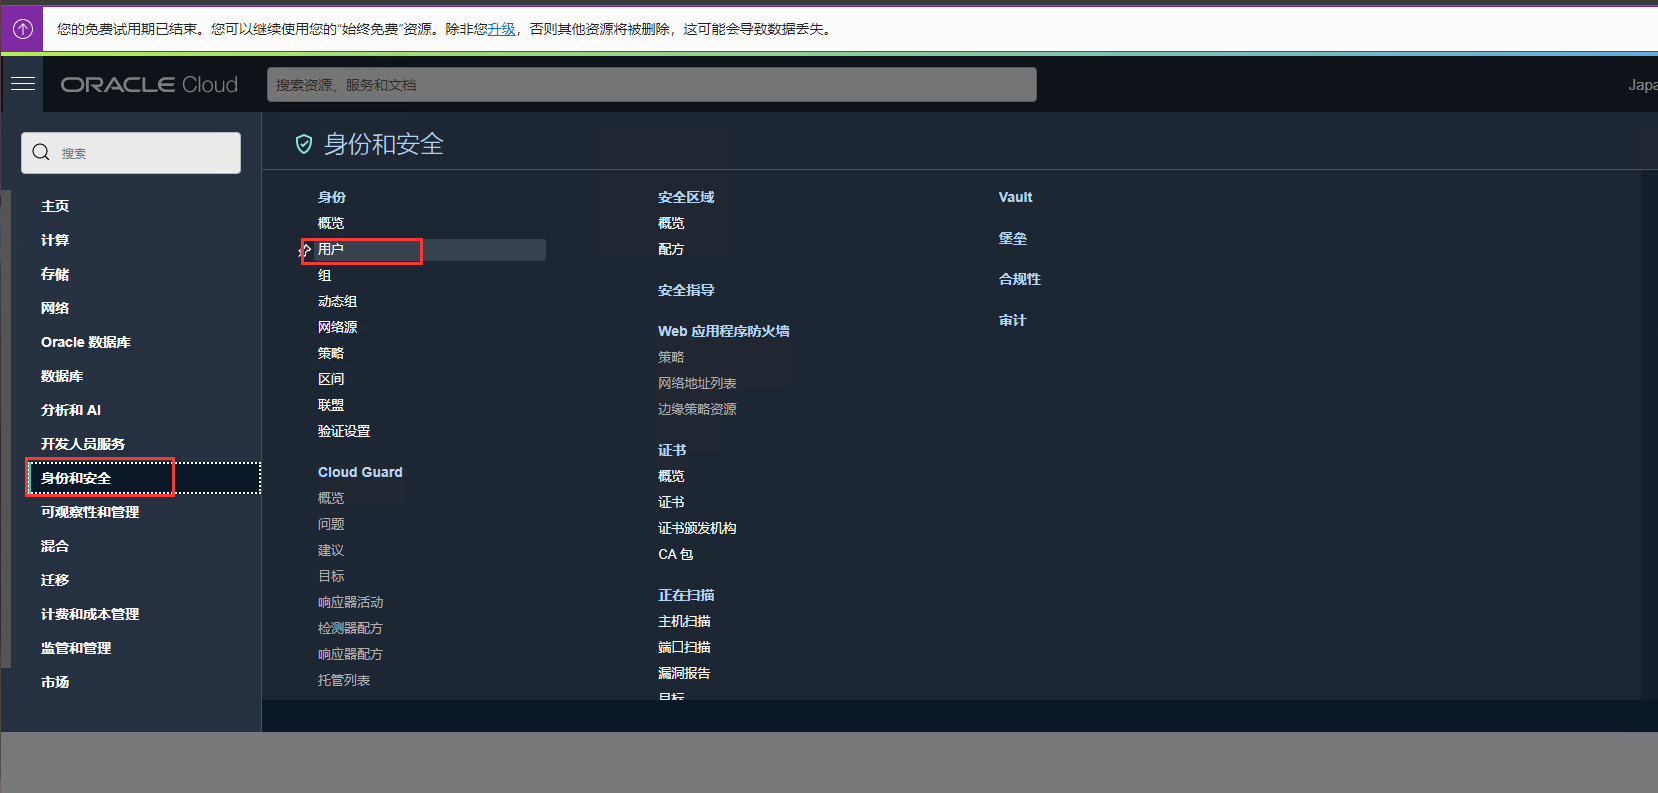 您的免费试用期已结束。您可以继续使用您的“始终免费”资源。除非您升级，否则其他资源将被删除，这可能会导致数据丢失。
ORACLE Cloud
搜索资源、服务和文档
搜索
主页
计算
存储
网络
Oracle 数据库
数据库
分析和 AI
开发人员服务
身份和安全
可观察性和管理
混合
迁移
计费和成本管理
监管和管理
市场
身份和安全
身份
概览
用户
组
动态组
网络源
策略
区间
联盟
验证设置
Cloud Guard
概览
问题
建议
目标
响应器活动
检测器配方
响应器配方
托管列表
安全区域
概览
配方
安全指导
Web 应用程序防火墙
策略
网络地址列表
边缘策略资源
证书
概览
证书
证书颁发机构
CA 包
正在扫描
主机扫描
端口扫描
漏洞报告
目标
Vault
堡垒
合规性
审计